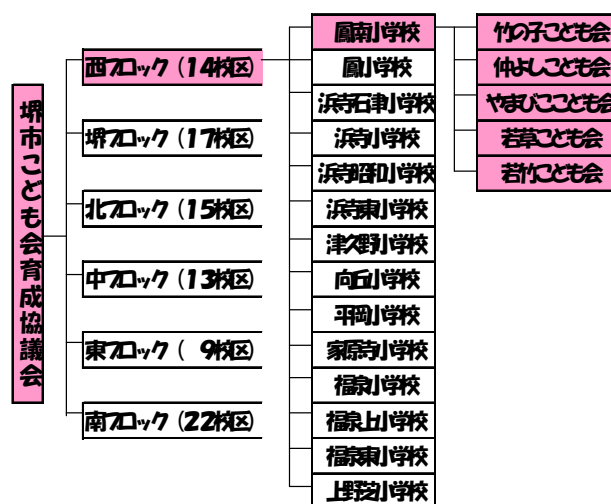 堺市こども会育成協議会
西ブロック（14校区）
堺ブロック（17校区）
北ブロック（15校区）
中ブロック（13校区）
東ブロック（ 9校区）
南ブロック（22校区）
鳳南小学校
鳳小学校
浜寺石津小学校
浜寺小学校
浜寺昭和小学校
浜寺東小学校
津久野小学校
向丘小学校
平岡小学校
家原寺小学校
福泉小学校
福泉上小学校
福泉東小学校
上野芝小学校
竹の子こども会
仲よしこども会
やまびここども会
若草こども会
若竹こども会